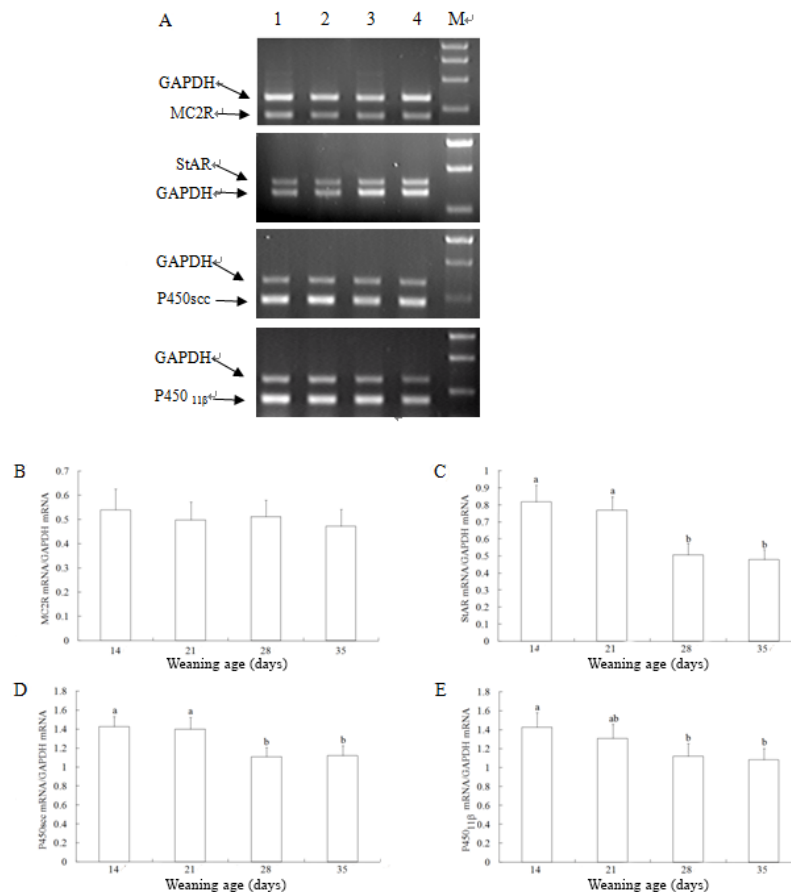 A 1 2 3 4 M↵
GAPDH↵
MC2R↵
StAR↵
GAPDH↵
GAPDH↵
P450scc
GAPDH↵
P450 11β↵
B
0.7
0.6
0.5
0.4
0.3
0.2
0.1
0
MC2R mRNA/GAPDH mRNA
14 21 28 35
Weaning age (days)
C
1
0.9
0.8
0.7
0.6
0.5
0.4
0.3
0.2
0.1
0
StAR mRNA/GAPDH mRNA
a a b b
14 21 28 35
Weaning age (days)
D
1.8
1.6
1.4
1.2
1
0.8
0.6
0.4
0.2
0
P450scc mRNA/GAPDH mRNA
a a b b
14 21 28 35
Weaning age (days)
E
1.8
1.6
1.4
1.2
1
0.8
0.6
0.4
0.2
0
P45011β mRNA/GAPDH mRNA
a ab b b
14 21 28 35
Weaning age (days)